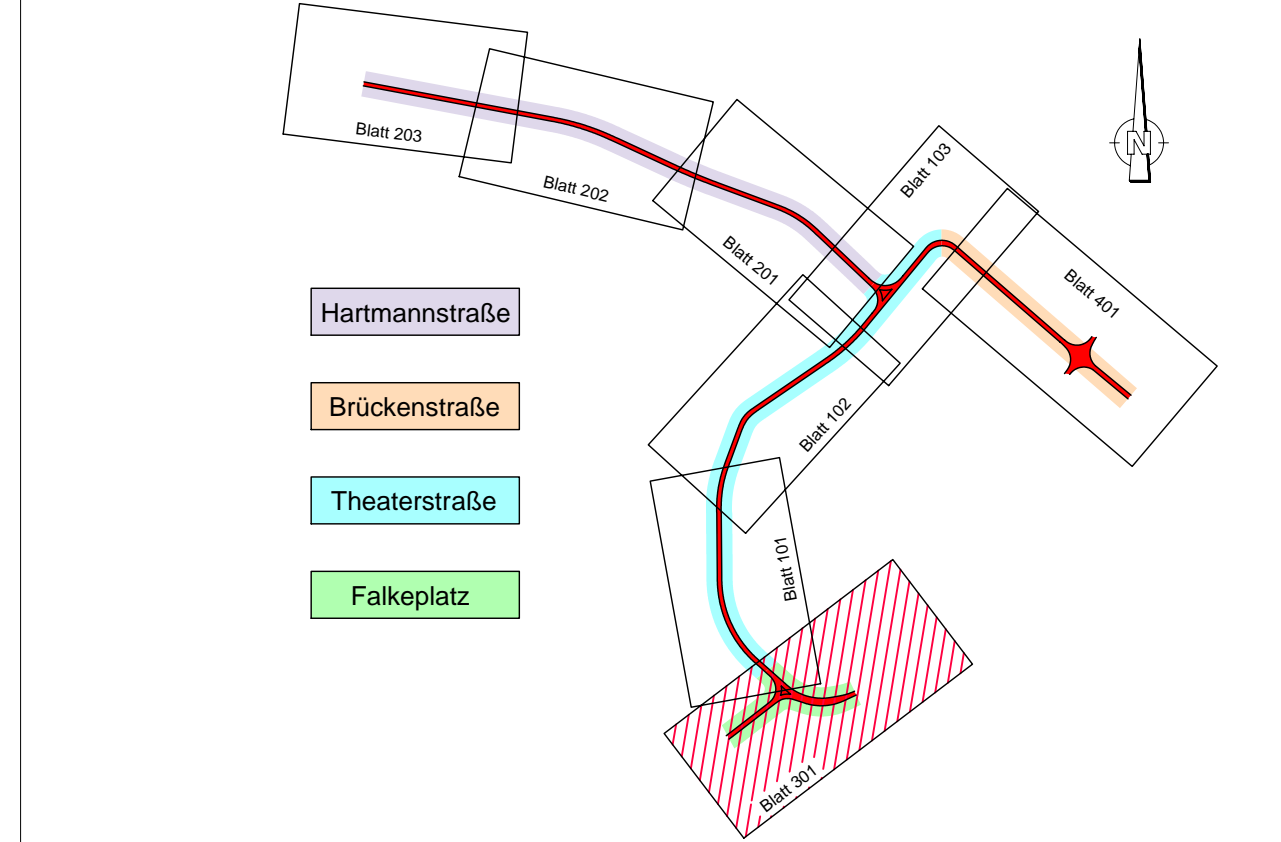 Blatt 203
Blatt 202
Blatt 201
Blatt 103
N
Blatt 401
Blatt 102
Blatt 101
Blatt 301
Hartmannstraße
Brückenstraße
Theaterstraße
Falkeplatz